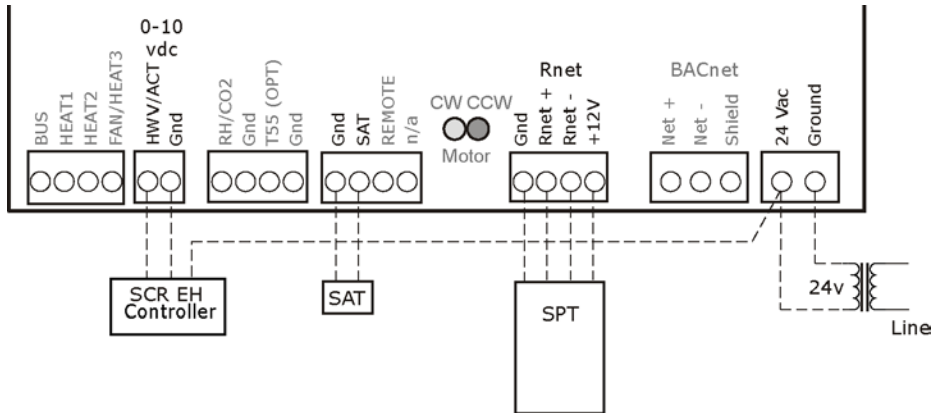 0-10
vdc
Rnet
BACnet
BUS
HEAT1
HEAT2
FAN/HEAT3
HWV/ACT
Gnd
RH/CO2
Gnd
T55 (OPT)
Gnd
Gnd
SAT
REMOTE
n/a
CW CCW
Motor
Gnd
Rnet +
Rnet -
+12V
Net +
Net -
Shield
24 Vac
Ground
SCR EH
Controller
SAT
SPT
24v
Line